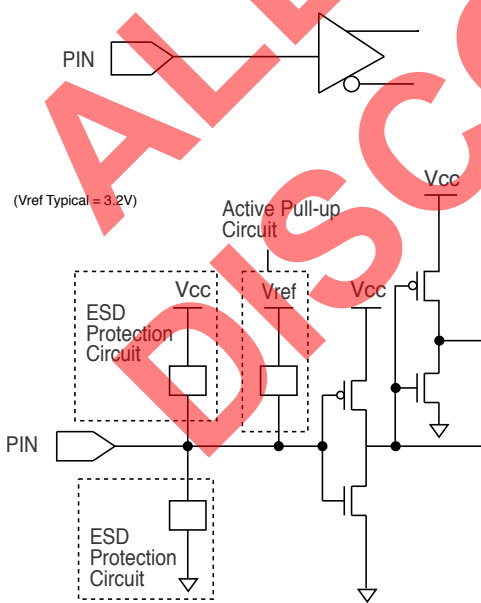 PIN
(Vref Typical = 3.2V)
Active Pull-up
Circuit
Vcc
Vcc
Vref
Vcc
ESD
Protection
Circuit
PIN
ESD
Protection
Circuit
ALL
DISC